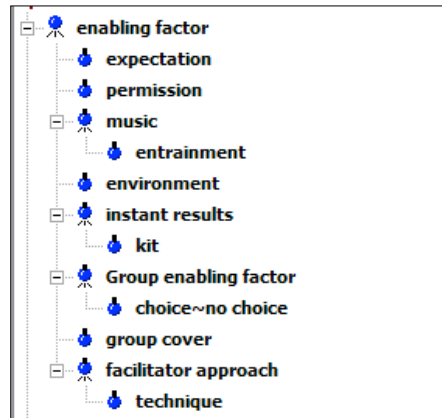 enabling factor
expectation
permission
music
entrainment
environment
instant results
kit
Group enabling factor
choice~no choice
group cover
facilitator approach
technique